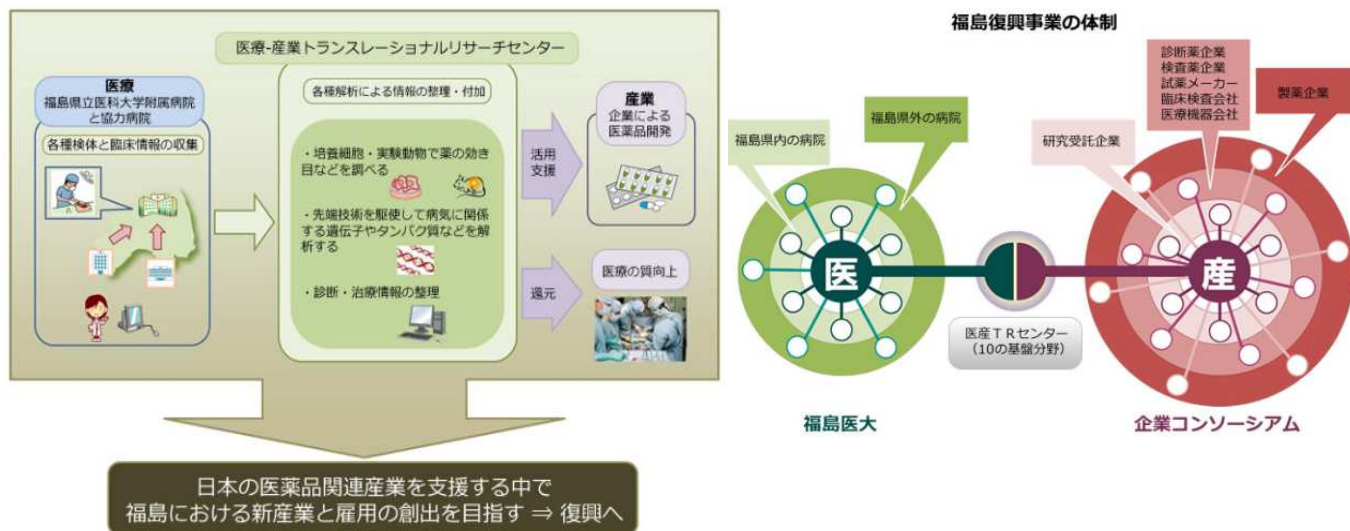 医療-産業トランスレーショナルリサーチセンター
医療
福島県立医科大学附属病院
と協力病院
各種検体と臨床情報の収集
各種解析による情報の整理・付加
・培養細胞・実験動物で薬の効き
目などを調べる
・先端技術を駆使して病気に関係
する遺伝子やタンパク質などを解
析する
・診断・治療情報の整理
活用
支援
還元
産業
企業による
医薬品開発
医療の質向上
日本の医薬品関連産業を支援する中で
福島における新産業と雇用の創出を目指す ⇒ 復興へ
福島復興事業の体制
福島県内の病院
福島県外の病院
研究受託企業
診断薬企業
検査薬企業
試薬メーカー
臨床検査会社
医療機器会社
製薬企業
医
産
医産TRセンター
（10の基盤分野）
福島医大
企業コンソーシアム